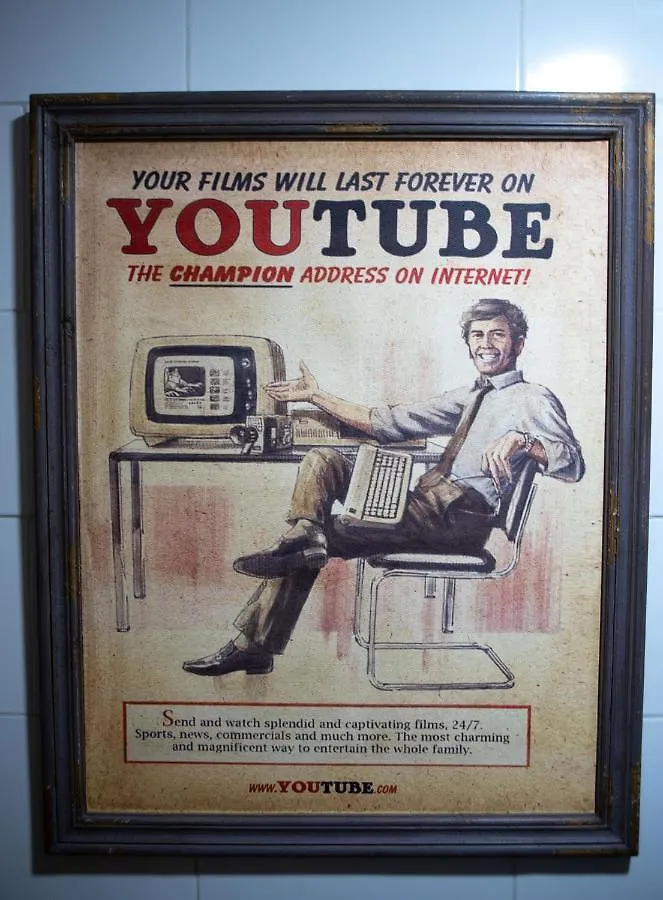 YOUR FILMS WILL LAST FOREVER ON
YOUTUBE
THE CHAMPION ADDRESS ON INTERNET!
Send and watch splendid and captivating films, 24/7.
Sports, news, commercials and much more. The most charming
and magnificent way to entertain the whole family.
WWW.YOUTUBE.COM